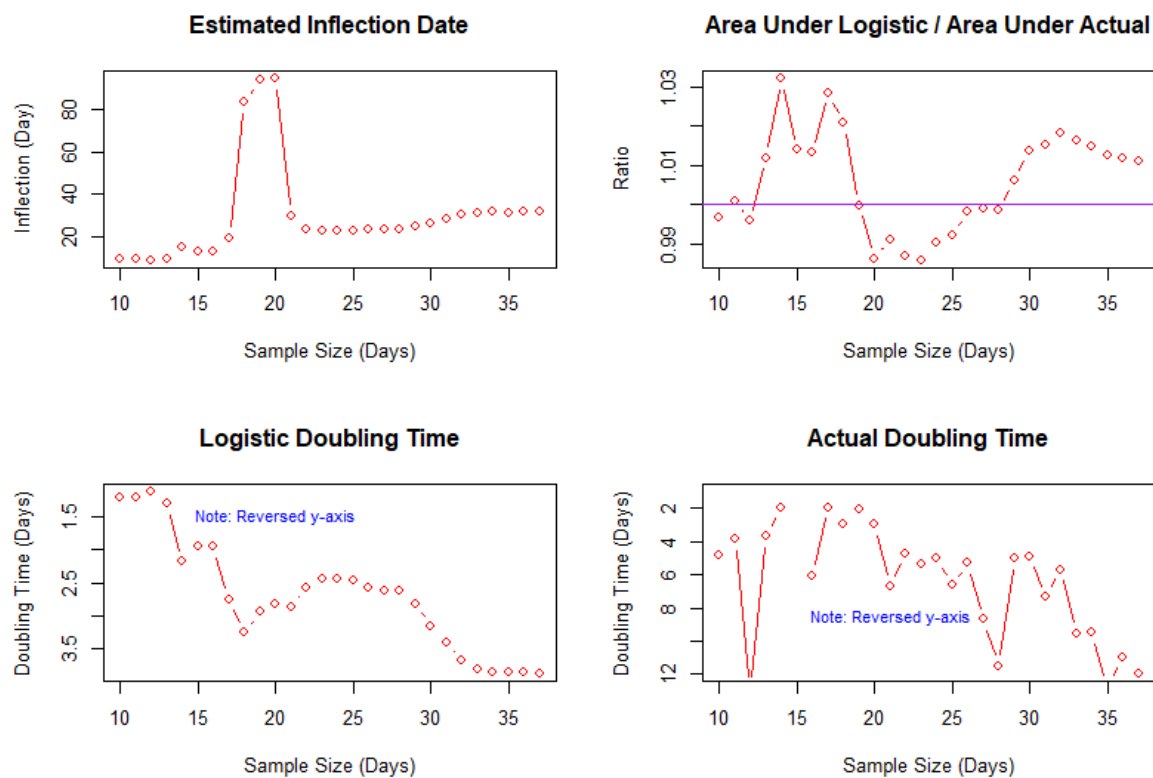 Estimated Inflection Date
Inflection (Day)
80
60
40
20
10 15 20 25 30 35
Sample Size (Days)
Area Under Logistic / Area Under Actual
Ratio
1.03
1.01
0.99
10 15 20 25 30 35
Sample Size (Days)
Logistic Doubling Time
Doubling Time (Days)
1.5
2.5
3.5
Note: Reversed y-axis
10 15 20 25 30 35
Sample Size (Days)
Actual Doubling Time
Doubling Time (Days)
2
4
6
8
12
Note: Reversed y-axis
10 15 20 25 30 35
Sample Size (Days)